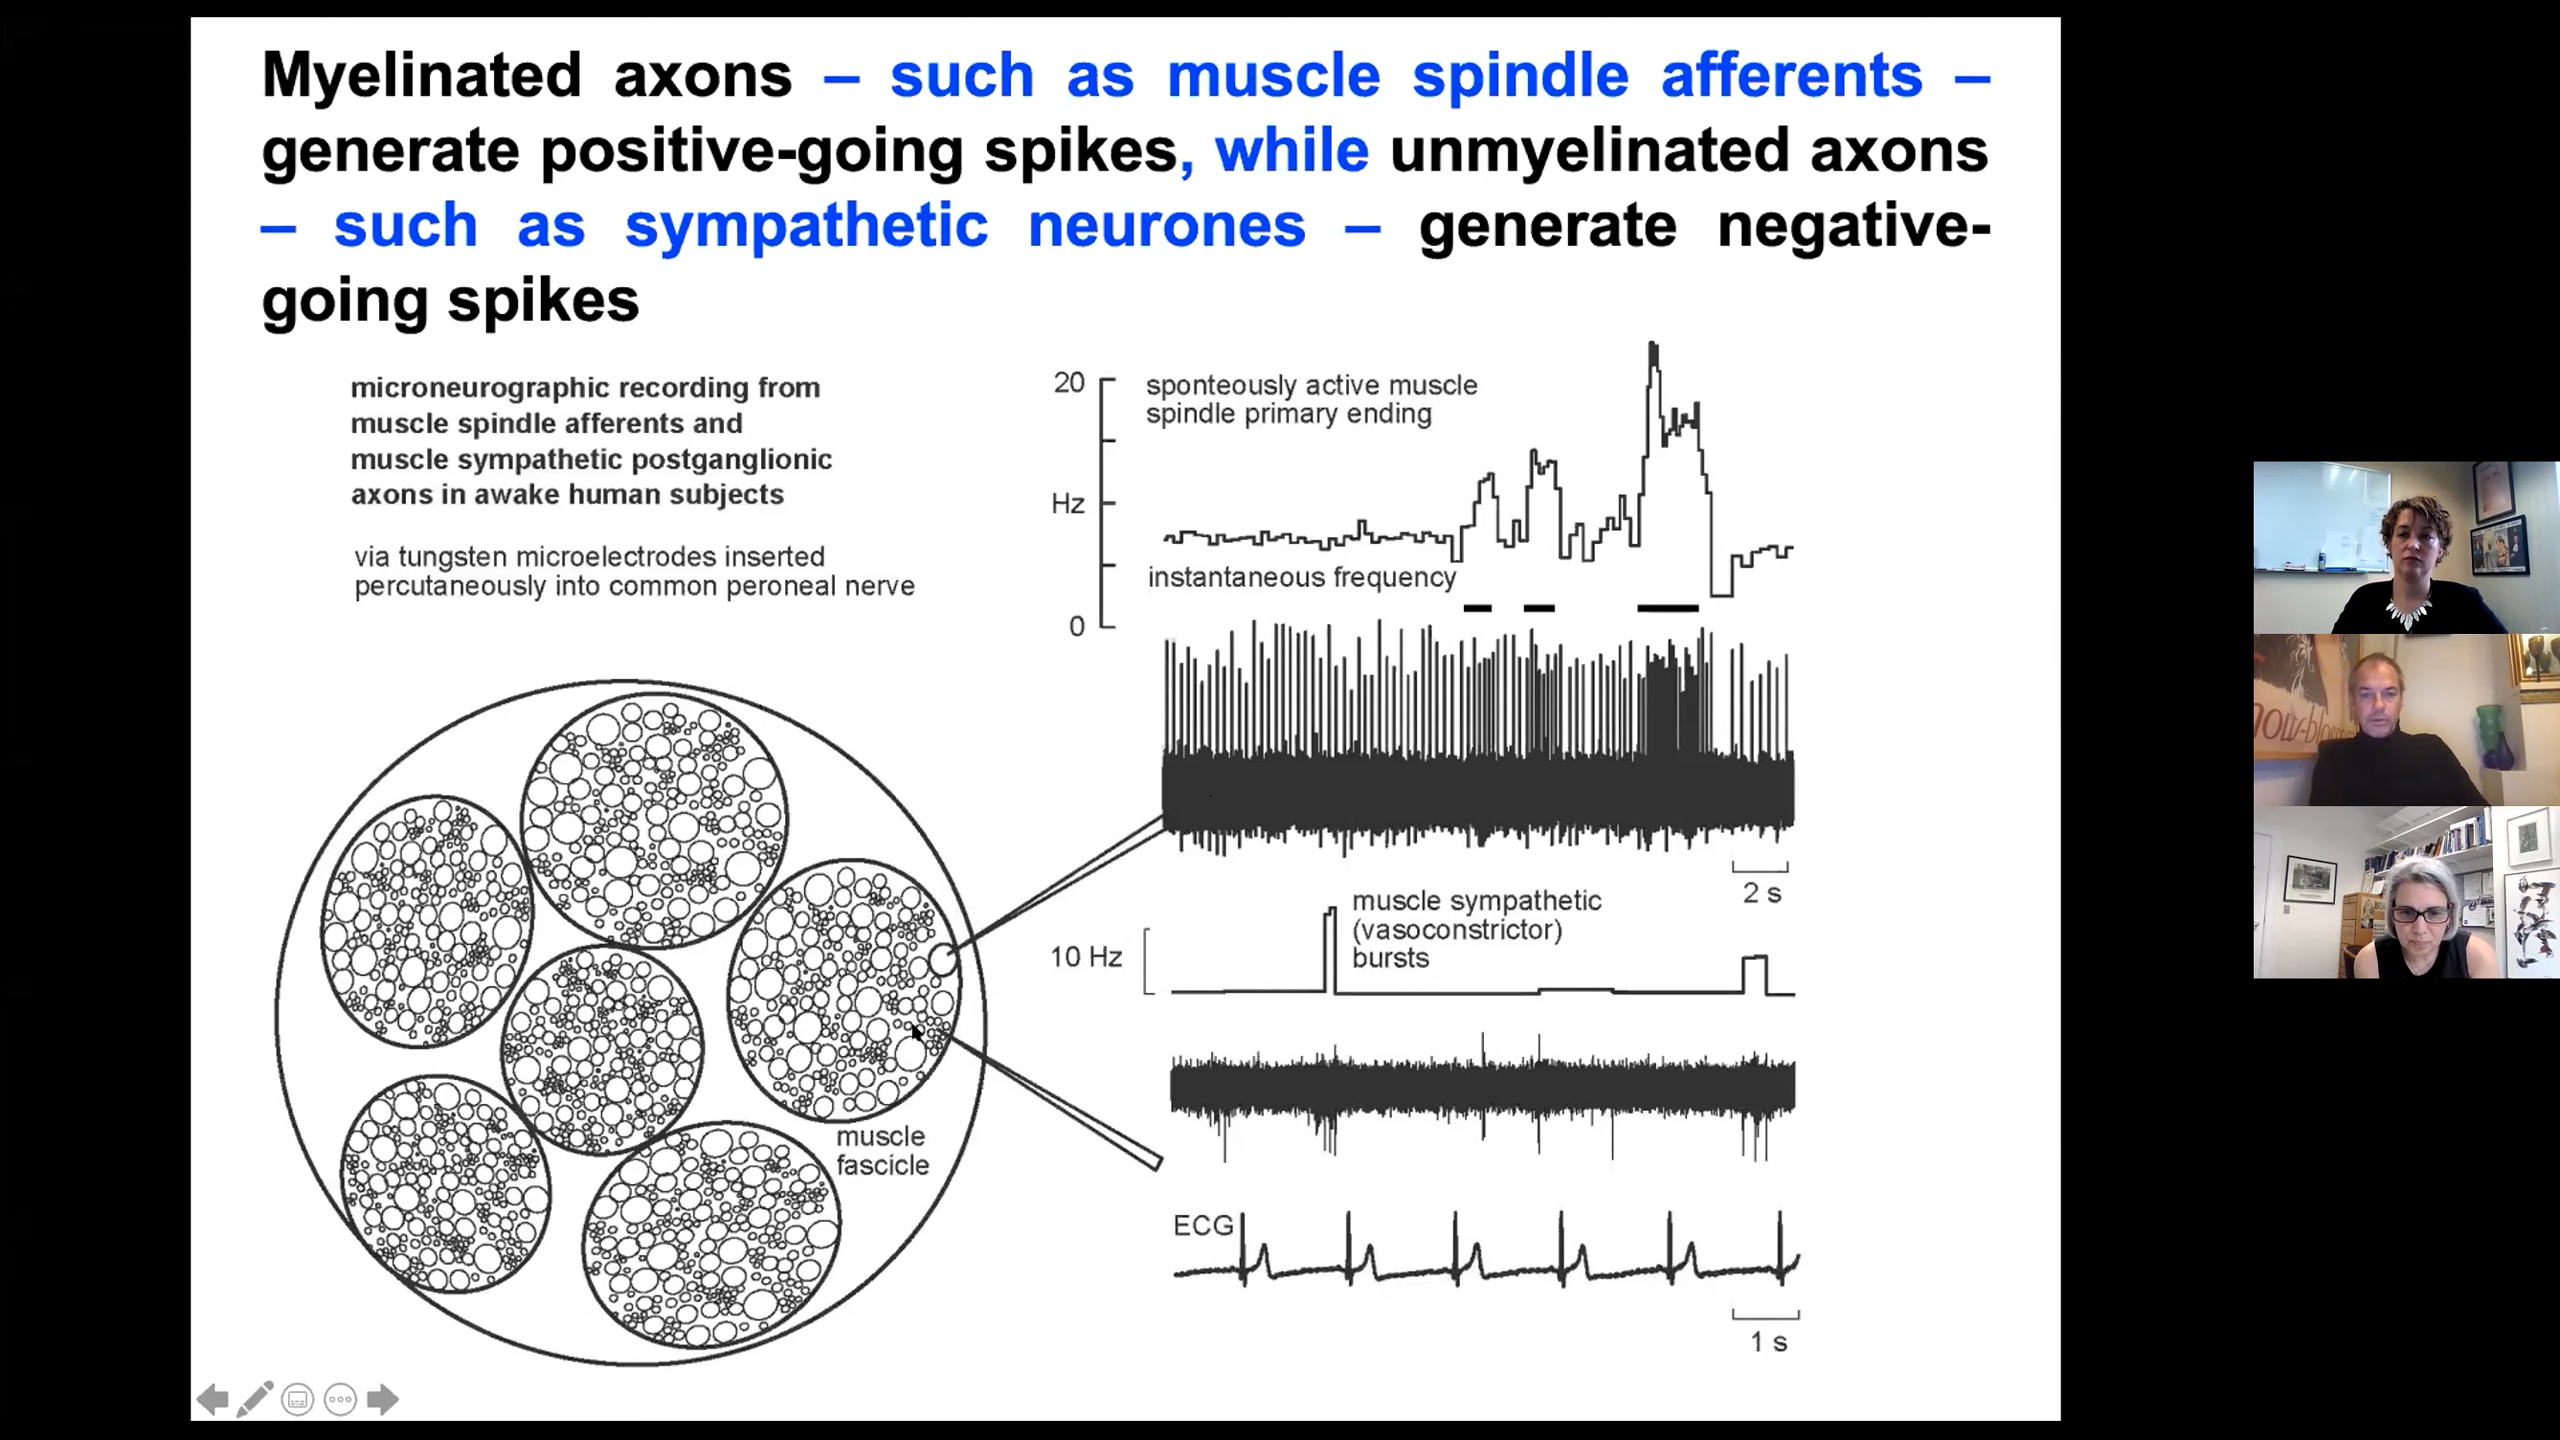 Myelinated axons – such as muscle spindle afferents –
generate positive-going spikes, while unmyelinated axons
– such as sympathetic neurones – generate negative-
going spikes
microneurographic recording from
muscle spindle afferents and
muscle sympathetic postganglionic
axons in awake human subjects
via tungsten microelectrodes inserted
percutaneously into common peroneal nerve
muscle
fascicle
20
Hz
0
sponteously active muscle
spindle primary ending
instantaneous frequency
2 s
10 Hz
muscle sympathetic
(vasoconstrictor)
bursts
ECG
1 s